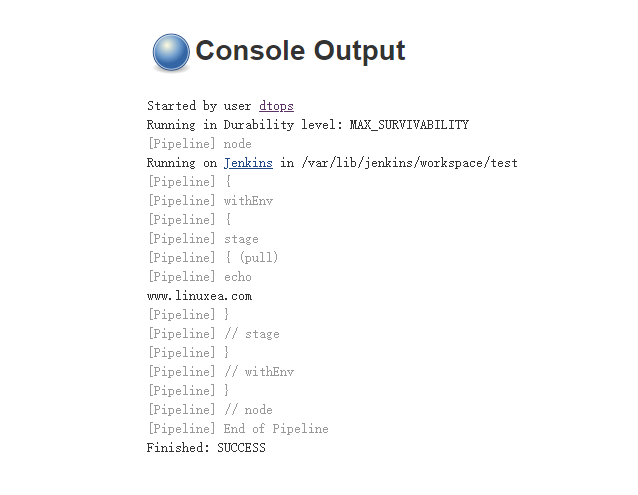 Console Output
Started by user dtops
Running in Durability level: MAX_SURVIVABILITY
[Pipeline] node
Running on Jenkins in /var/lib/jenkins/workspace/test
[Pipeline] {
[Pipeline] withEnv
[Pipeline] {
[Pipeline] stage
[Pipeline] { (pull)
[Pipeline] echo
www.linuxea.com
[Pipeline] }
[Pipeline] // stage
[Pipeline] }
[Pipeline] // withEnv
[Pipeline] }
[Pipeline] // node
[Pipeline] End of Pipeline
Finished: SUCCESS